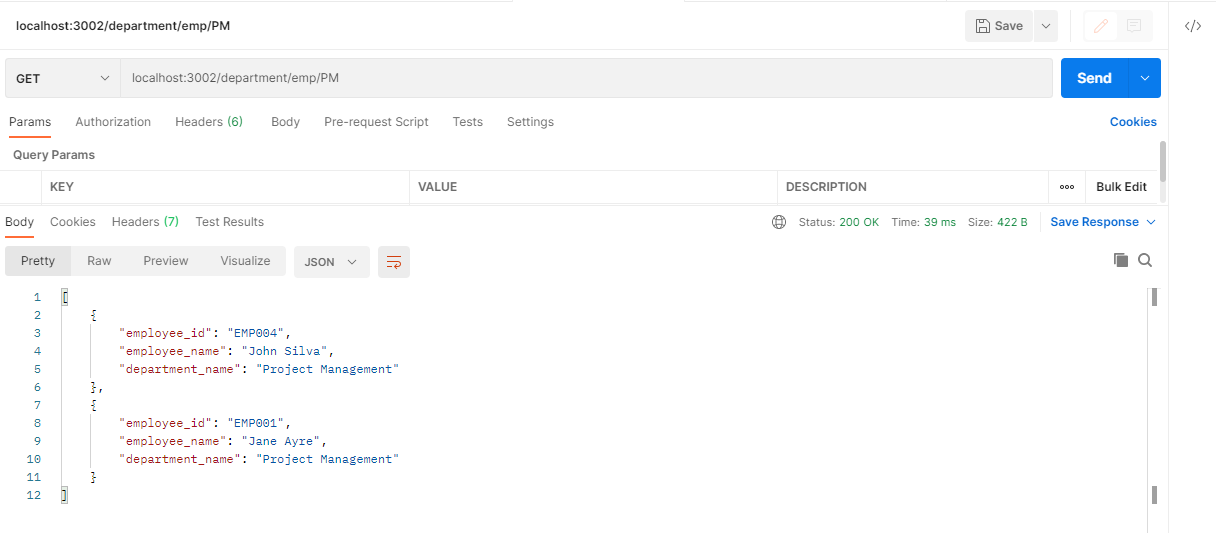 localhost:3002/department/emp/PM
Save
GET localhost:3002/department/emp/PM Send
Params Authorization Headers (6) Body Pre-request Script Tests Settings Cookies
Query Params
KEY VALUE DESCRIPTION Bulk Edit
Body Cookies Headers (7) Test Results Status: 200 OK Time: 39 ms Size: 422 B Save Response
Pretty Raw Preview Visualize JSON
1 [
2 {
3 "employee_id": "EMP004",
4 "employee_name": "John Silva",
5 "department_name": "Project Management"
6 },
7 {
8 "employee_id": "EMP001",
9 "employee_name": "Jane Ayre",
10 "department_name": "Project Management"
11 }
12 ]